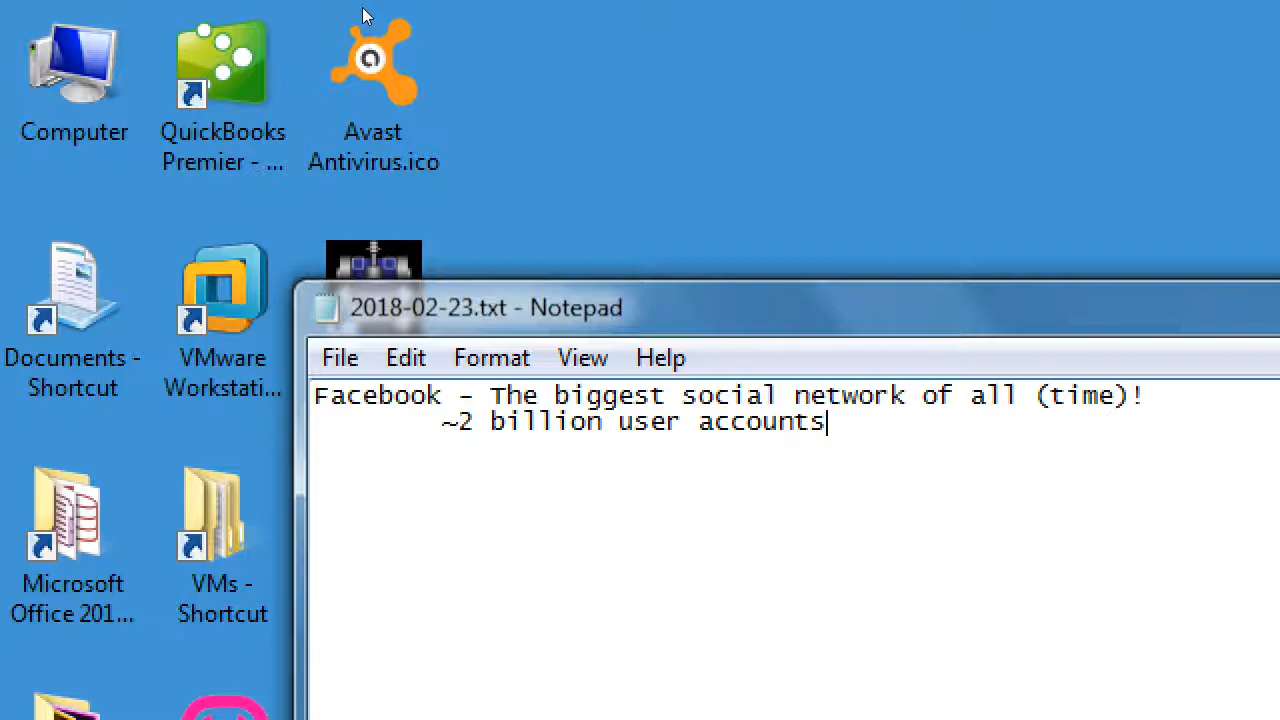 Computer
QuickBooks
Premier - ...
Avast
Antivirus.ico
Documents -
Shortcut
VMware
Workstati...
2018-02-23.txt - Notepad
File Edit Format View Help
Facebook - The biggest social network of all (time)!
~2 billion user accounts
Microsoft
Office 201...
VMs -
Shortcut